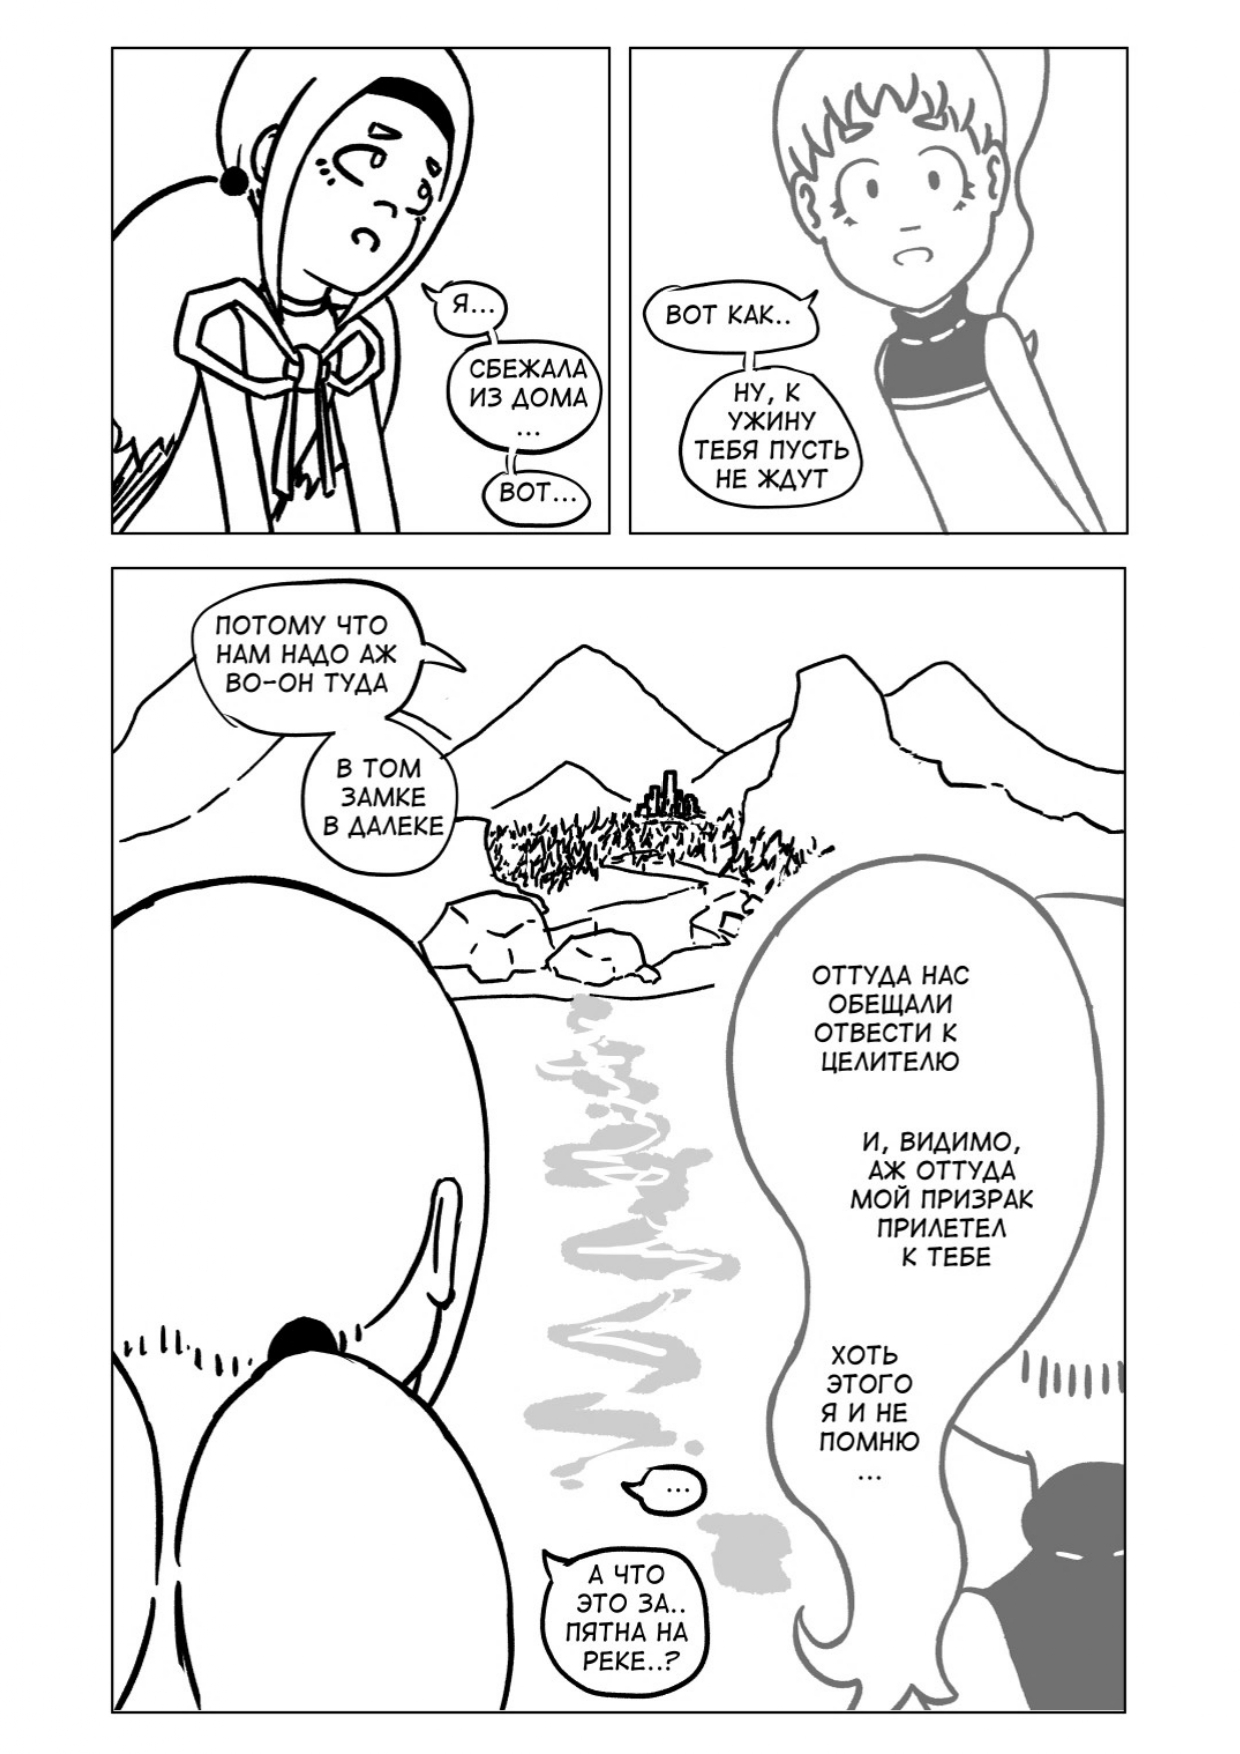 Я...
СБЕЖАЛА
ИЗ ДОМА
...
ВОТ...
ВОТ КАК..
НУ, К
УЖИНУ
ТЕБЯ ПУСТЬ
НЕ ЖДУТ
ПОТОМУ ЧТО
НАМ НАДО АЖ
ВО-ОН ТУДА
В ТОМ
ЗАМКЕ
В ДАЛЕКЕ
ОТТУДА НАС
ОБЕЩАЛИ
ОТВЕСТИ К
ЦЕЛИТЕЛЮ
И, ВИДИМО,
АЖ ОТТУДА
МОЙ ПРИЗРАК
ПРИЛЕТЕЛ
К ТЕБЕ
ХОТЬ
ЭТОГО
Я И НЕ
ПОМНЮ
...
...
А ЧТО
ЭТО ЗА..
ПЯТНА НА
РЕКЕ..?